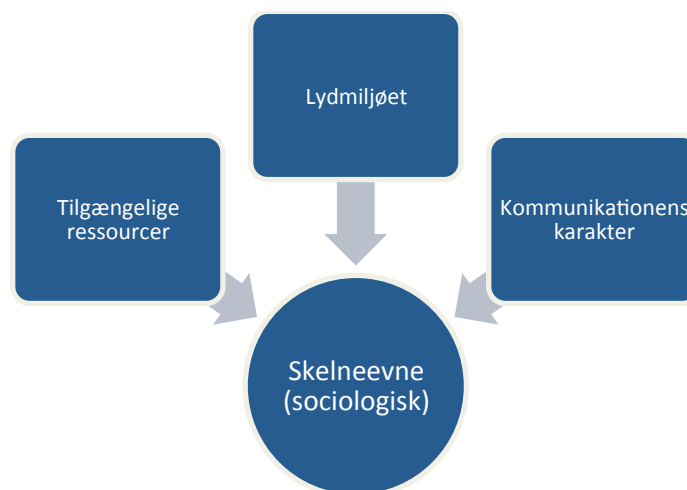 Lydmiljøet
Tilgængelige
ressourcer
Kommunikationens
karakter
Skelneevne
(sociologisk)